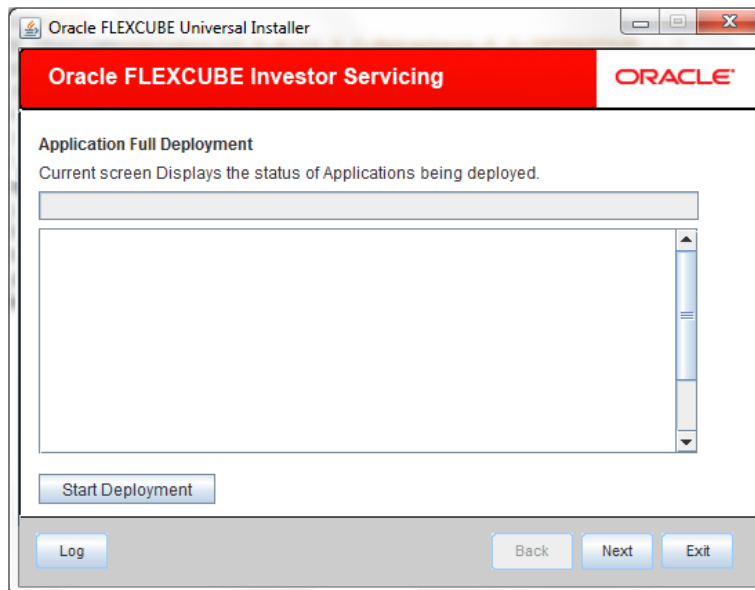 Oracle FLEXCUBE Universal Installer
Oracle FLEXCUBE Investor Servicing
ORACLE
Application Full Deployment
Current screen Displays the status of Applications being deployed.
Start Deployment
Log
Back
Next
Exit